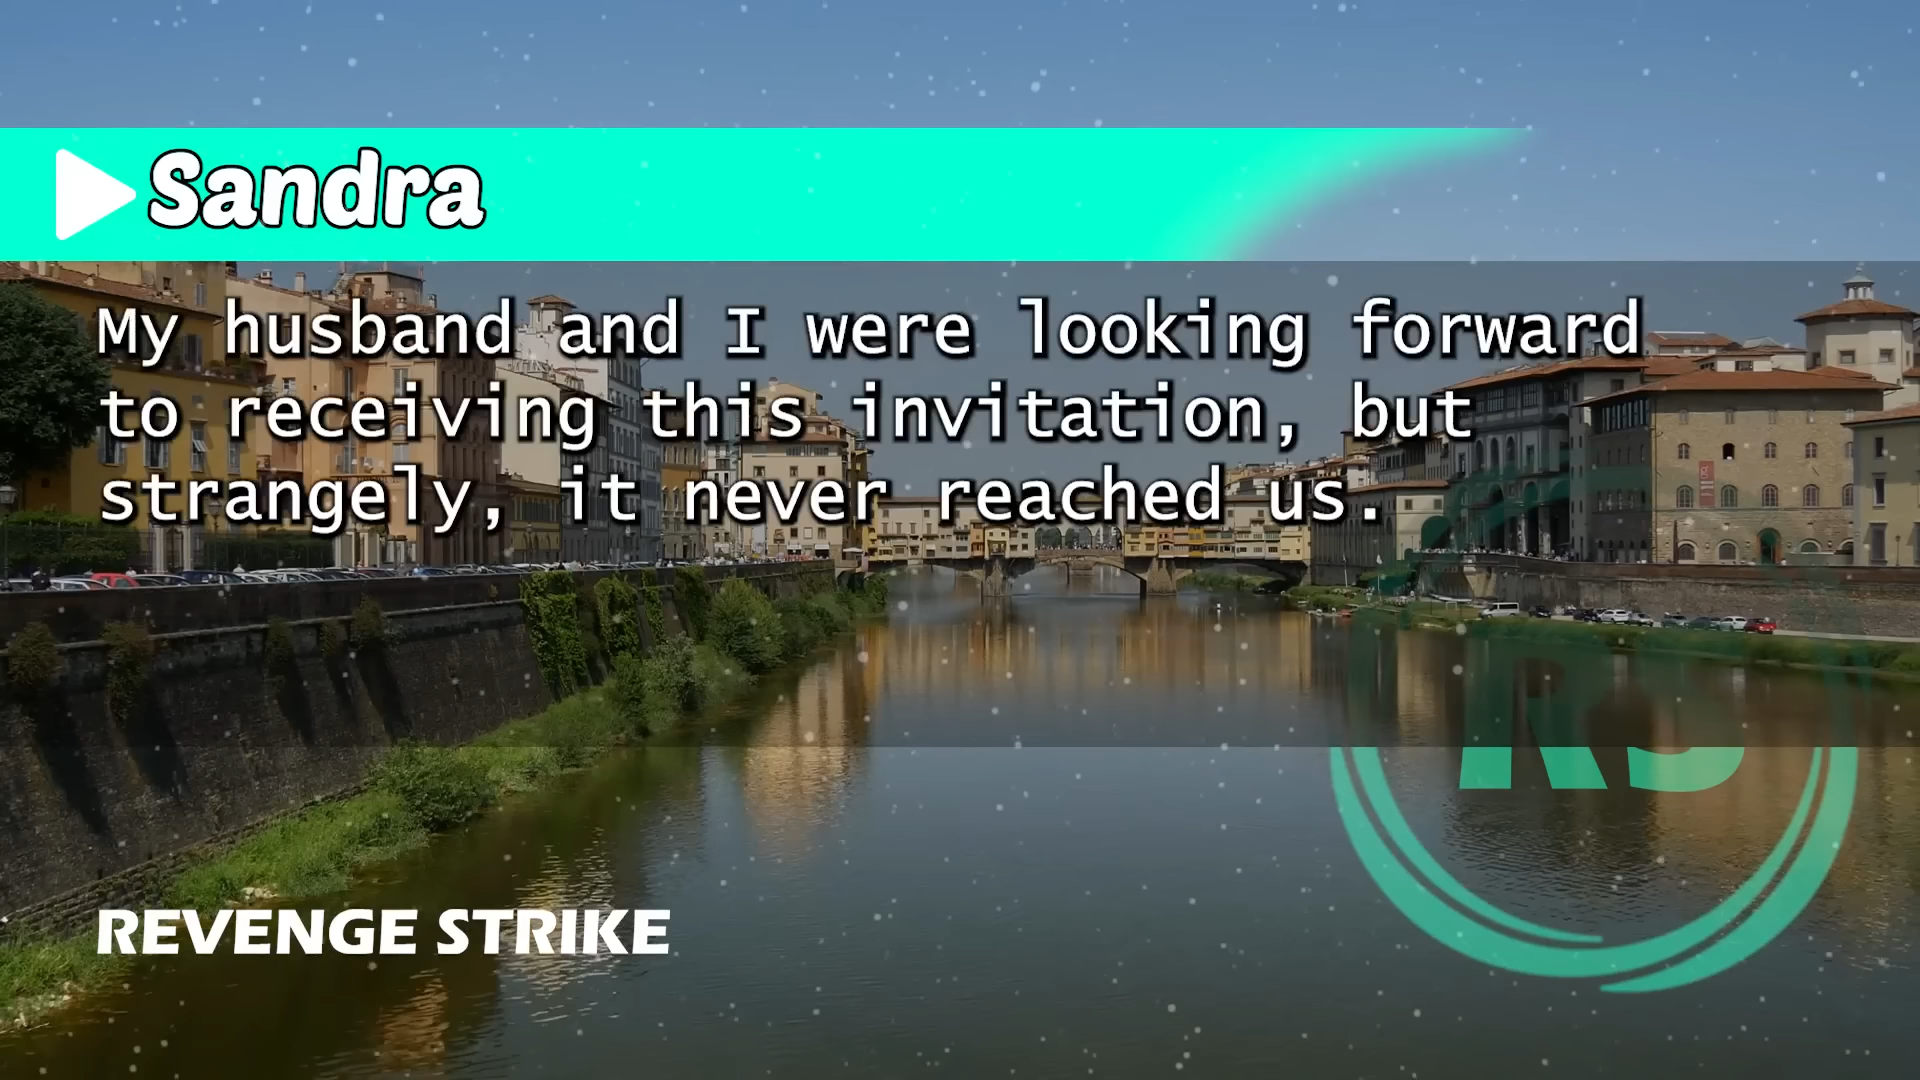 Sandra
My husband and I were looking forward
to receiving this invitation, but
strangely, it never reached us.
RS
REVENGE STRIKE